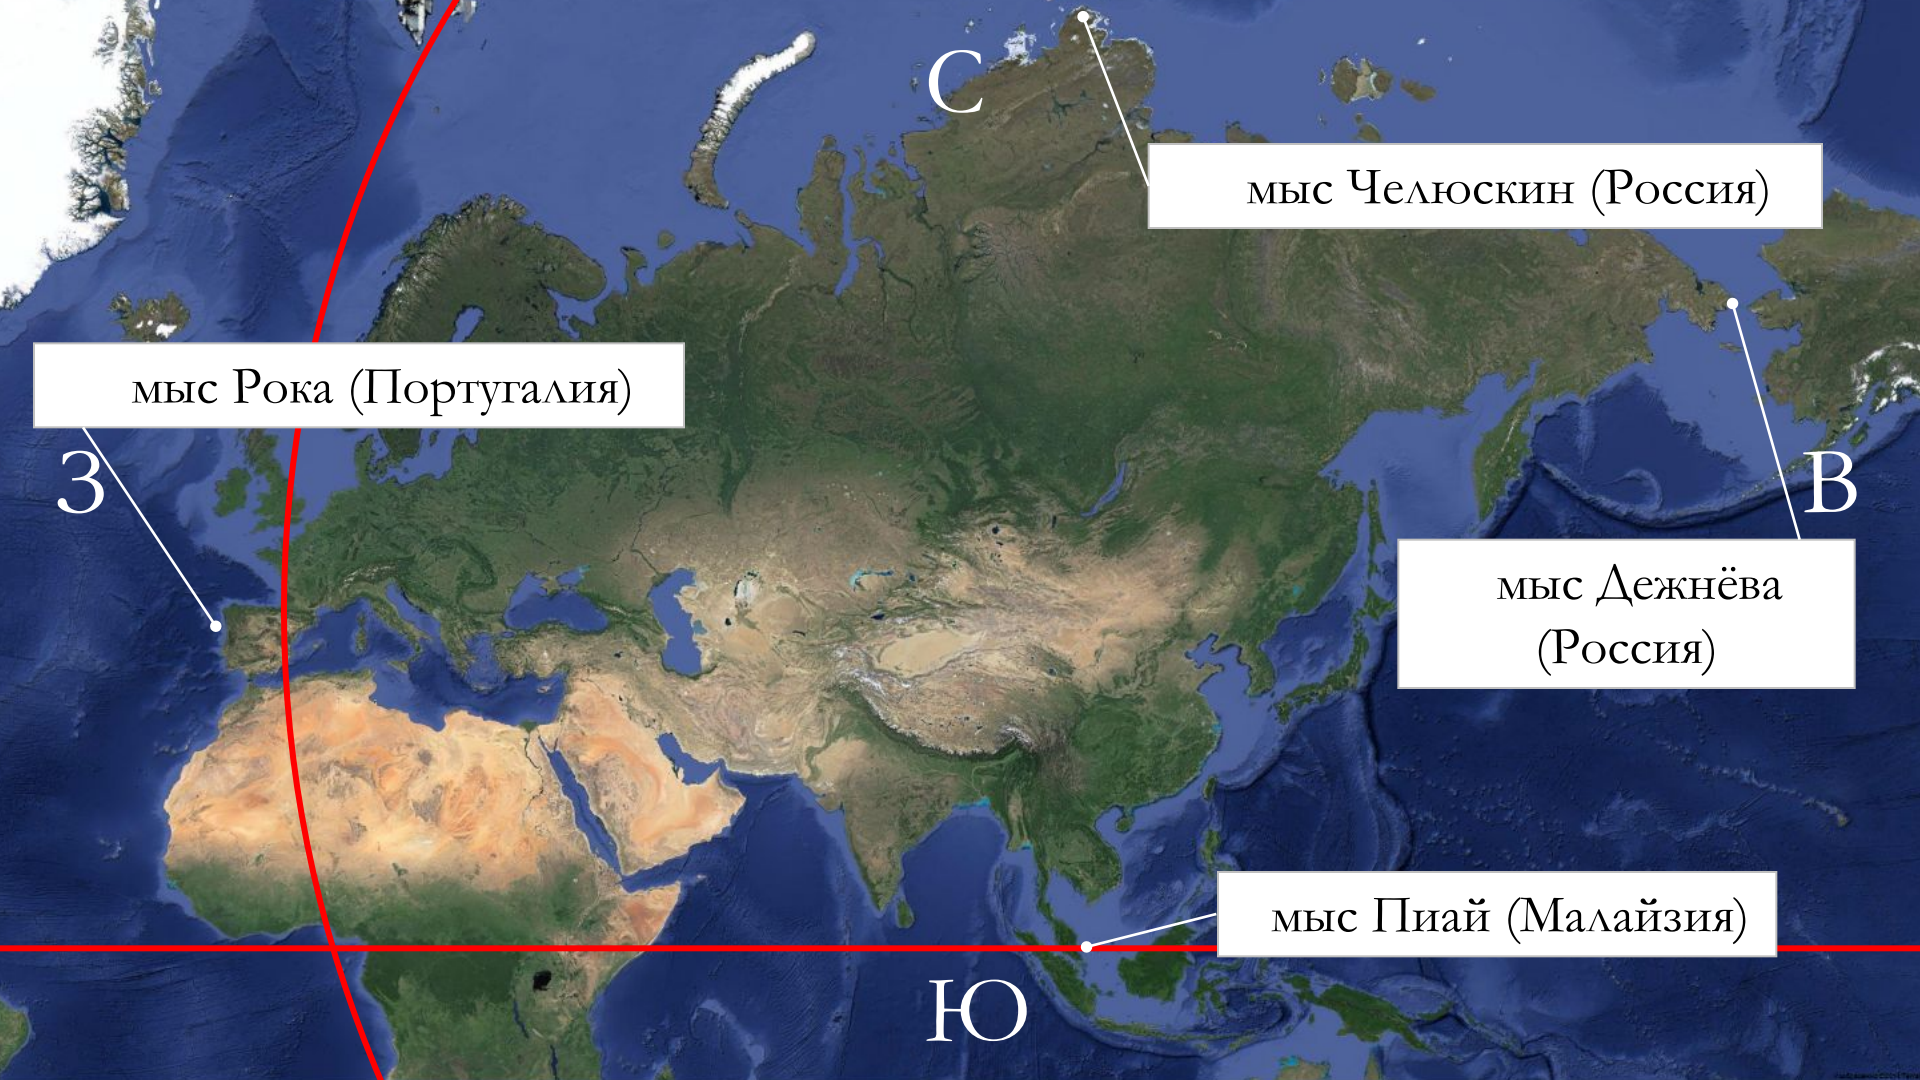 С
мыс Челюскин (Россия)
мыс Рока (Португалия)
З
В
мыс Дежнёва
(Россия)
мыс Пиай (Малайзия)
Ю